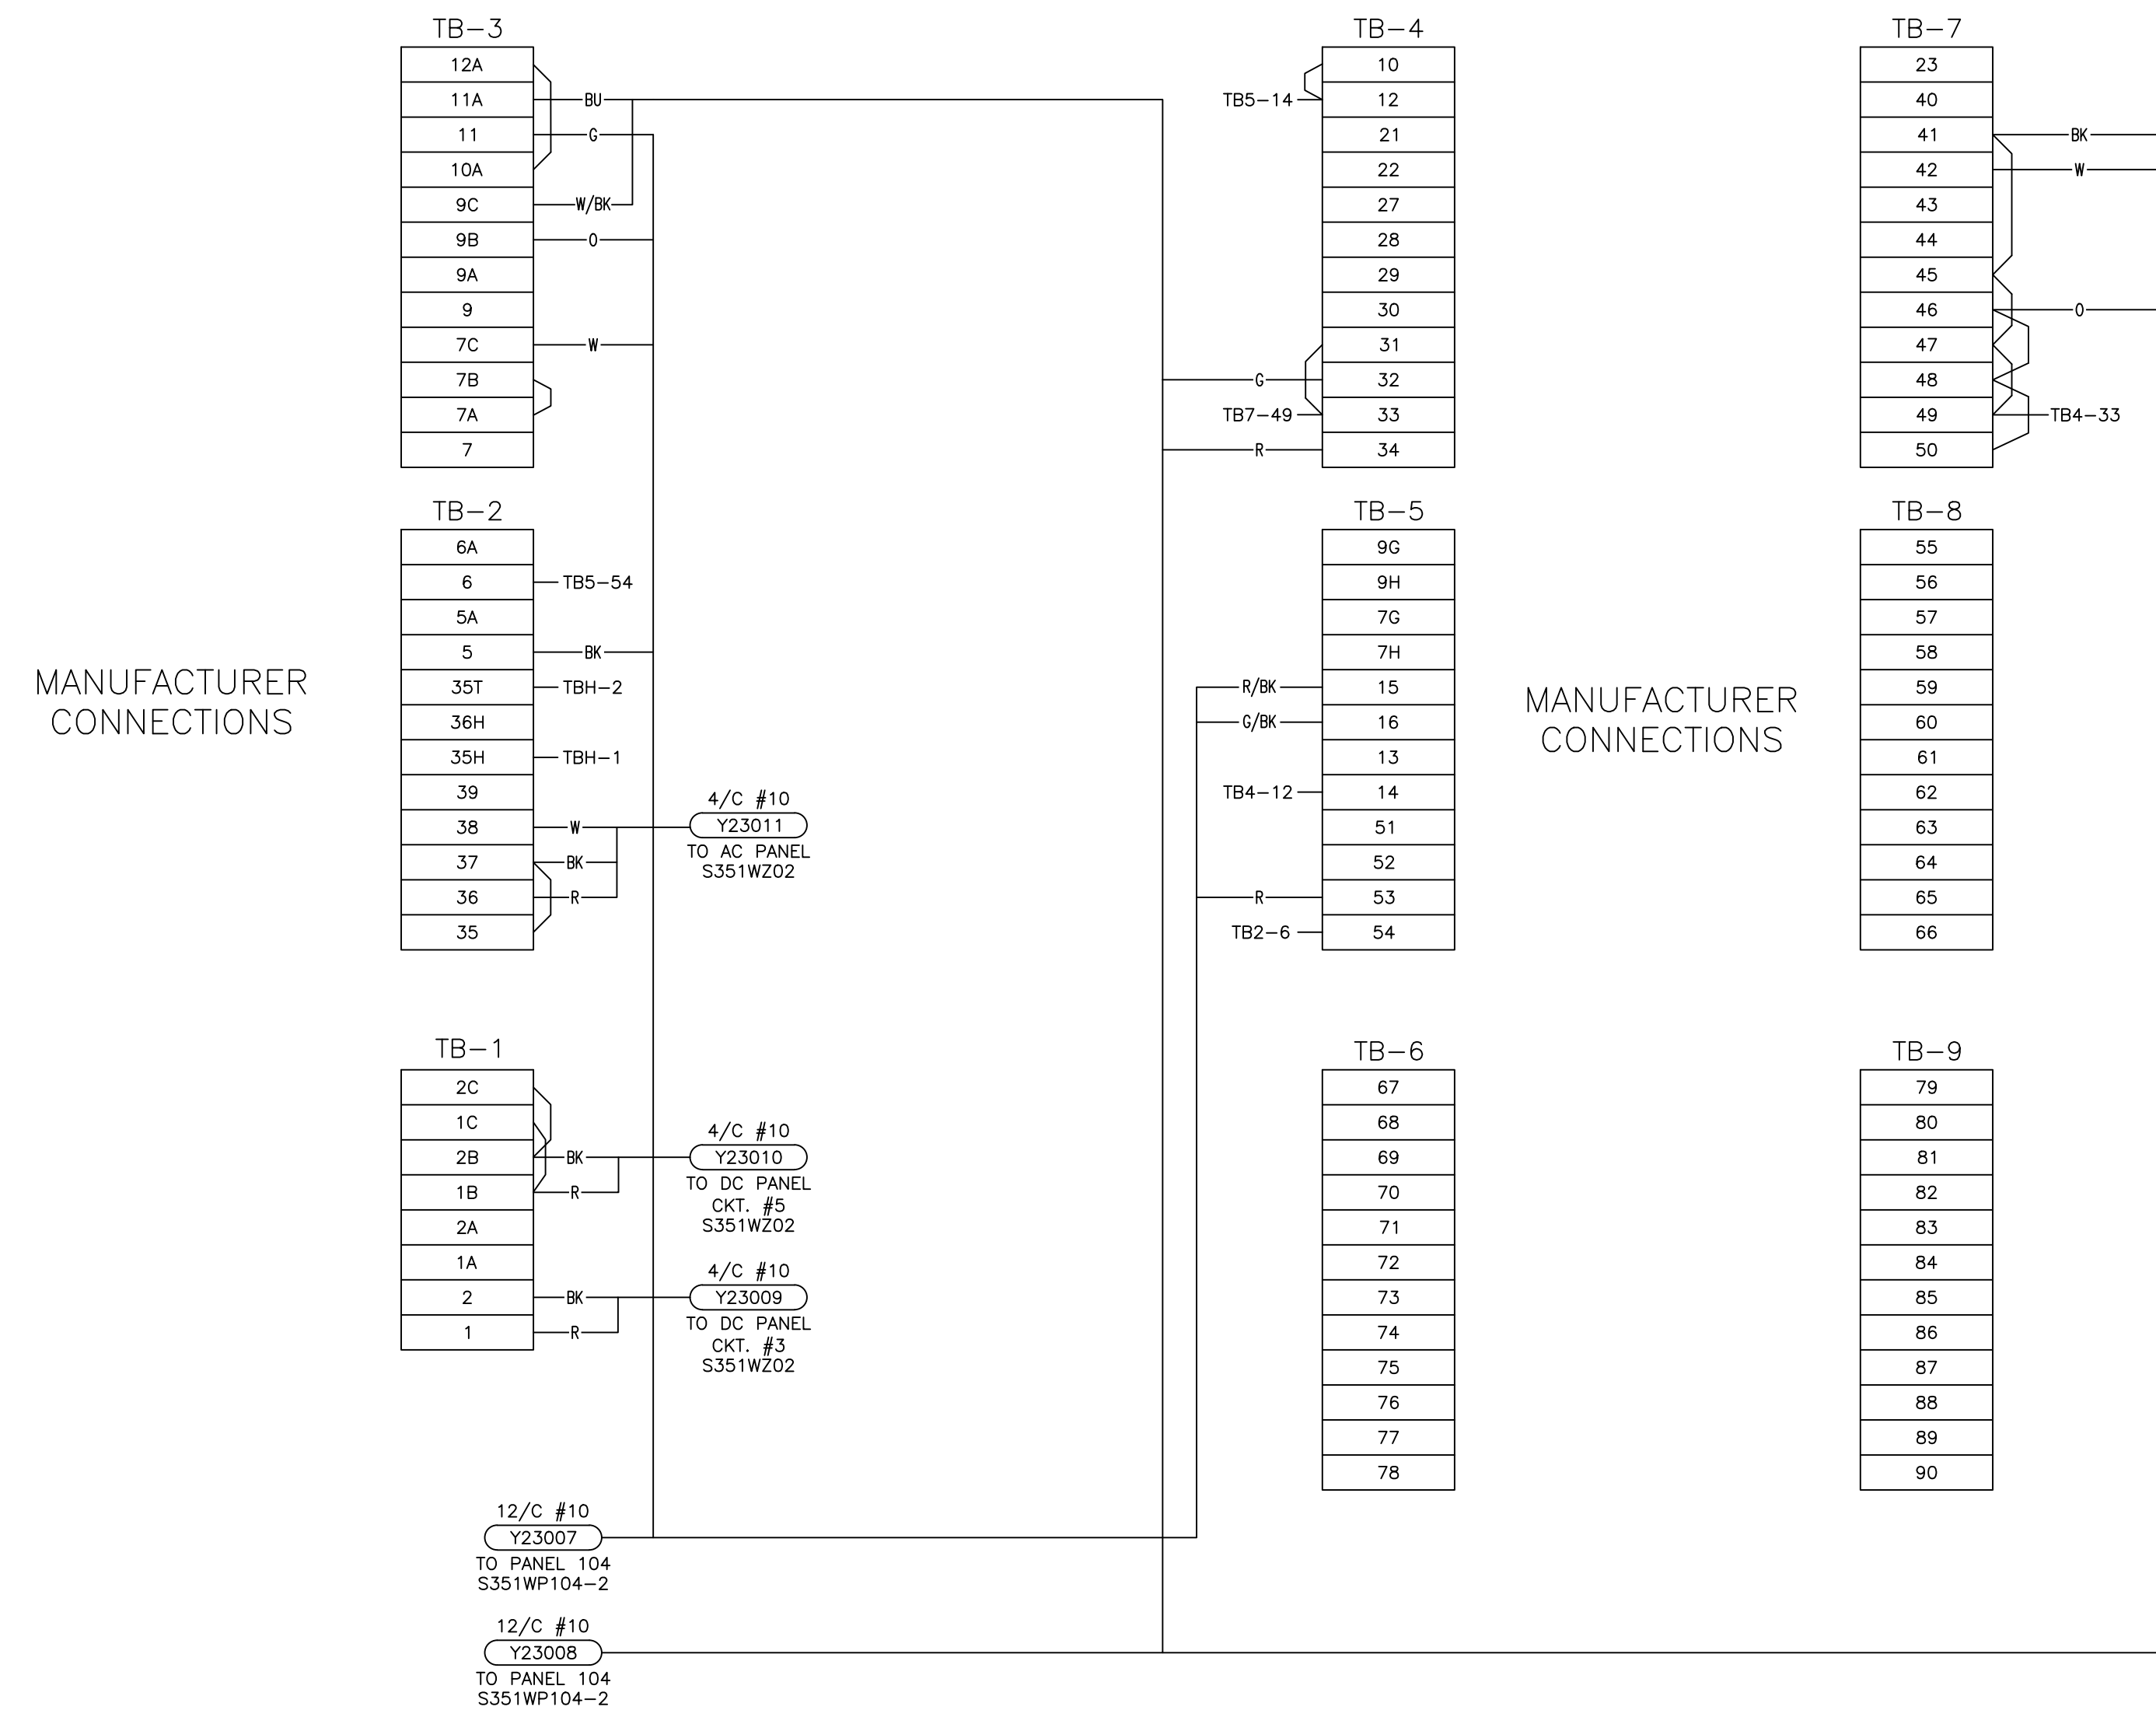 TB-3
12A
11A
BU
11
G
10A
9C
W/BK
9B
O
9A
9
7C
W
7B
7A
7
TB-2
6A
6
TB5-54
5A
5
BK
35T
TBH-2
36H
35H
TBH-1
39
38
W
37
BK
36
R
35
4/C #10
Y23011
TO AC PANEL
S351WZ02
MANUFACTURER
CONNECTIONS
TB-1
2C
1C
2B
BK
1B
R
2A
1A
2
BK
1
R
4/C #10
Y23010
TO DC PANEL
CKT. #5
S351WZ02
4/C #10
Y23009
TO DC PANEL
CKT. #3
S351WZ02
12/C #10
Y23007
TO PANEL 104
S351WP104-2
12/C #10
Y23008
TO PANEL 104
S351WP104-2
TB-4
10
TB5-14
12
21
22
27
28
29
30
31
G
32
TB7-49
33
R
34
TB-5
9G
9H
7G
7H
R/BK
15
G/BK
16
13
TB4-12
14
51
52
R
53
TB2-6
54
MANUFACTURER
CONNECTIONS
TB-6
67
68
69
70
71
72
73
74
75
76
77
78
TB-7
23
40
41
BK
42
W
43
44
45
46
O
47
48
49
TB4-33
50
TB-8
55
56
57
58
59
60
61
62
63
64
65
66
TB-9
79
80
81
82
83
84
85
86
87
88
89
90